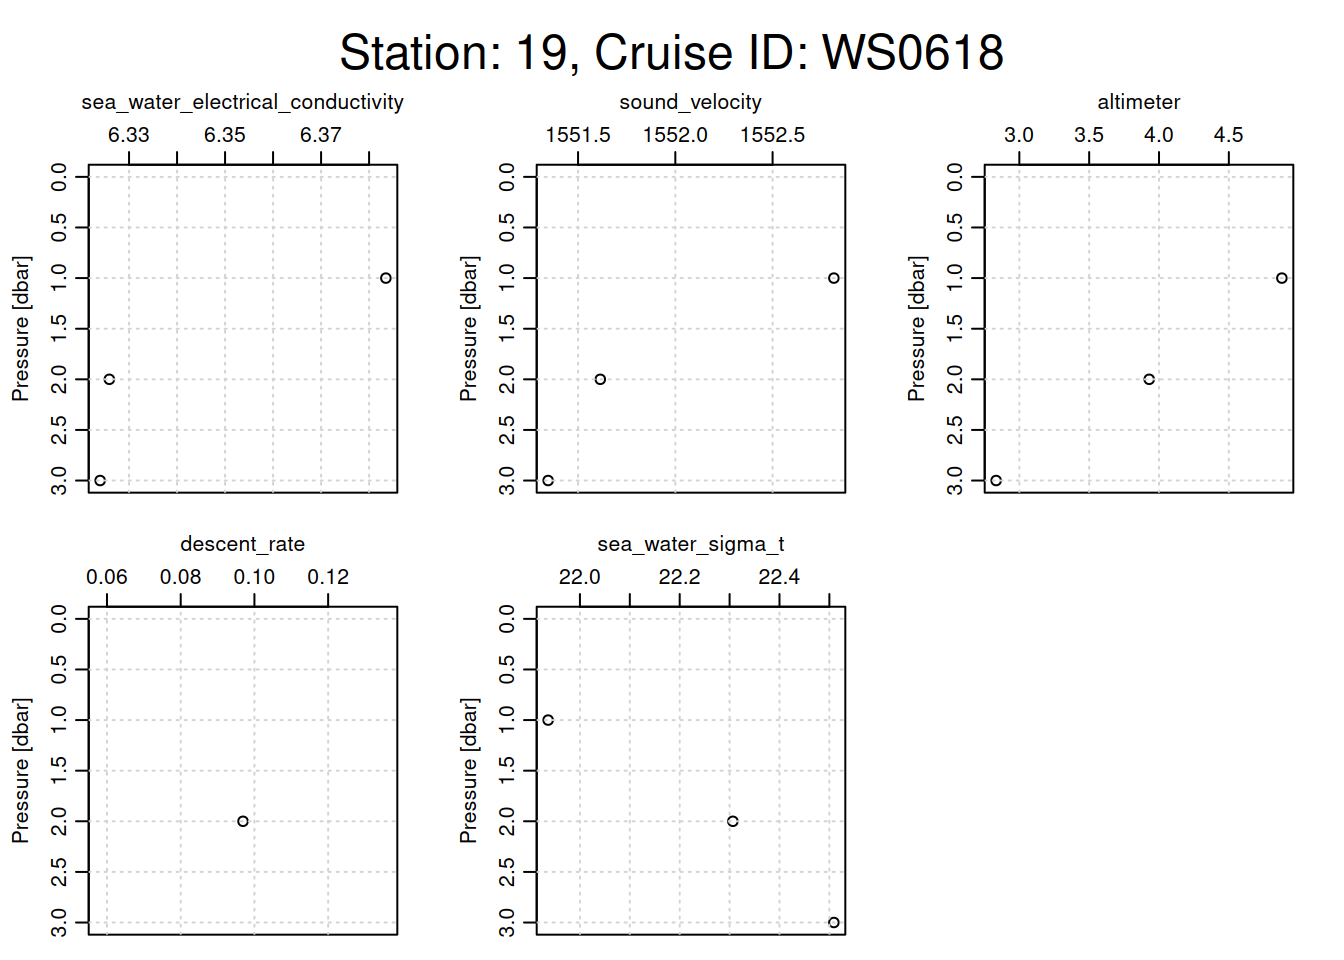 Station: 19, Cruise ID: WS0618
sea_water_electrical_conductivity
6.33 6.35 6.37
Pressure [dbar]
0.0
0.5
1.0
1.5
2.0
2.5
3.0
sound_velocity
1551.5 1552.0 1552.5
Pressure [dbar]
0.0
0.5
1.0
1.5
2.0
2.5
3.0
altimeter
3.0 3.5 4.0 4.5
Pressure [dbar]
0.0
0.5
1.0
1.5
2.0
2.5
3.0
descent_rate
0.06 0.08 0.10 0.12
Pressure [dbar]
0.0
0.5
1.0
1.5
2.0
2.5
3.0
sea_water_sigma_t
22.0 22.2 22.4
Pressure [dbar]
0.0
0.5
1.0
1.5
2.0
2.5
3.0